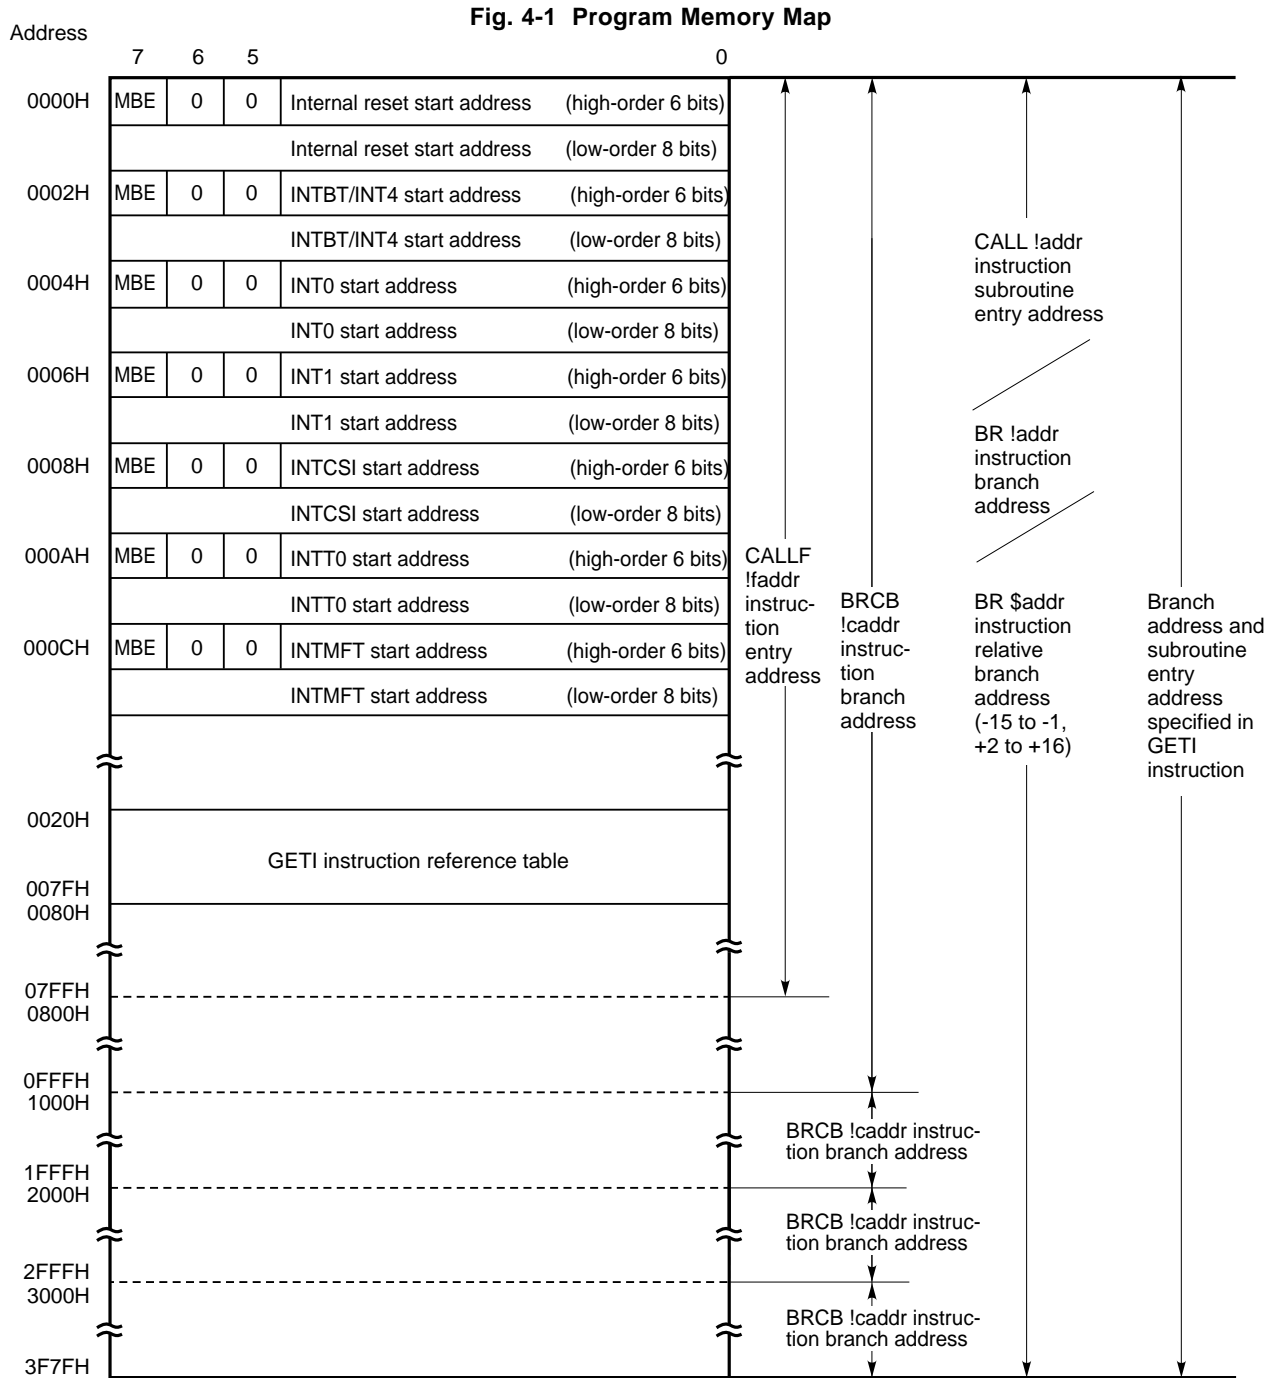 Fig. 4-1 Program Memory Map
Address
7 6 5 0
0000H MBE 0 0 Internal reset start address (high-order 6 bits)
Internal reset start address (low-order 8 bits)
0002H MBE 0 0 INTBT/INT4 start address (high-order 6 bits)
INTBT/INT4 start address (low-order 8 bits)
0004H MBE 0 0 INT0 start address (high-order 6 bits)
INT0 start address (low-order 8 bits)
0006H MBE 0 0 INT1 start address (high-order 6 bits)
INT1 start address (low-order 8 bits)
0008H MBE 0 0 INTCSI start address (high-order 6 bits)
INTCSI start address (low-order 8 bits)
000AH MBE 0 0 INTT0 start address (high-order 6 bits)
INTT0 start address (low-order 8 bits)
000CH MBE 0 0 INTMFT start address (high-order 6 bits)
INTMFT start address (low-order 8 bits)
0020H
GETI instruction reference table
007FH
0080H
07FFH
0800H
0FFFH
1000H
1FFFH
2000H
2FFFH
3000H
3F7FH
CALLF
!faddr
instruc-
tion
entry
address
BRCB
!caddr
instruc-
tion
branch
address
CALL !addr
instruction
subroutine
entry address
BR !addr
instruction
branch
address
BR $addr
instruction
relative
branch
address
(-15 to -1,
+2 to +16)
Branch
address and
subroutine
entry
address
specified in
GETI
instruction
BRCB !caddr instruc-
tion branch address
BRCB !caddr instruc-
tion branch address
BRCB !caddr instruc-
tion branch address